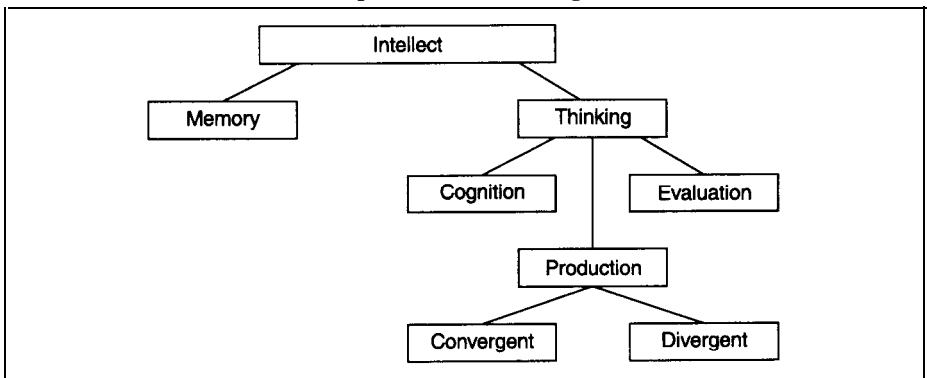 Intellect
Memory
Thinking
Cognition
Evaluation
Production
Convergent
Divergent